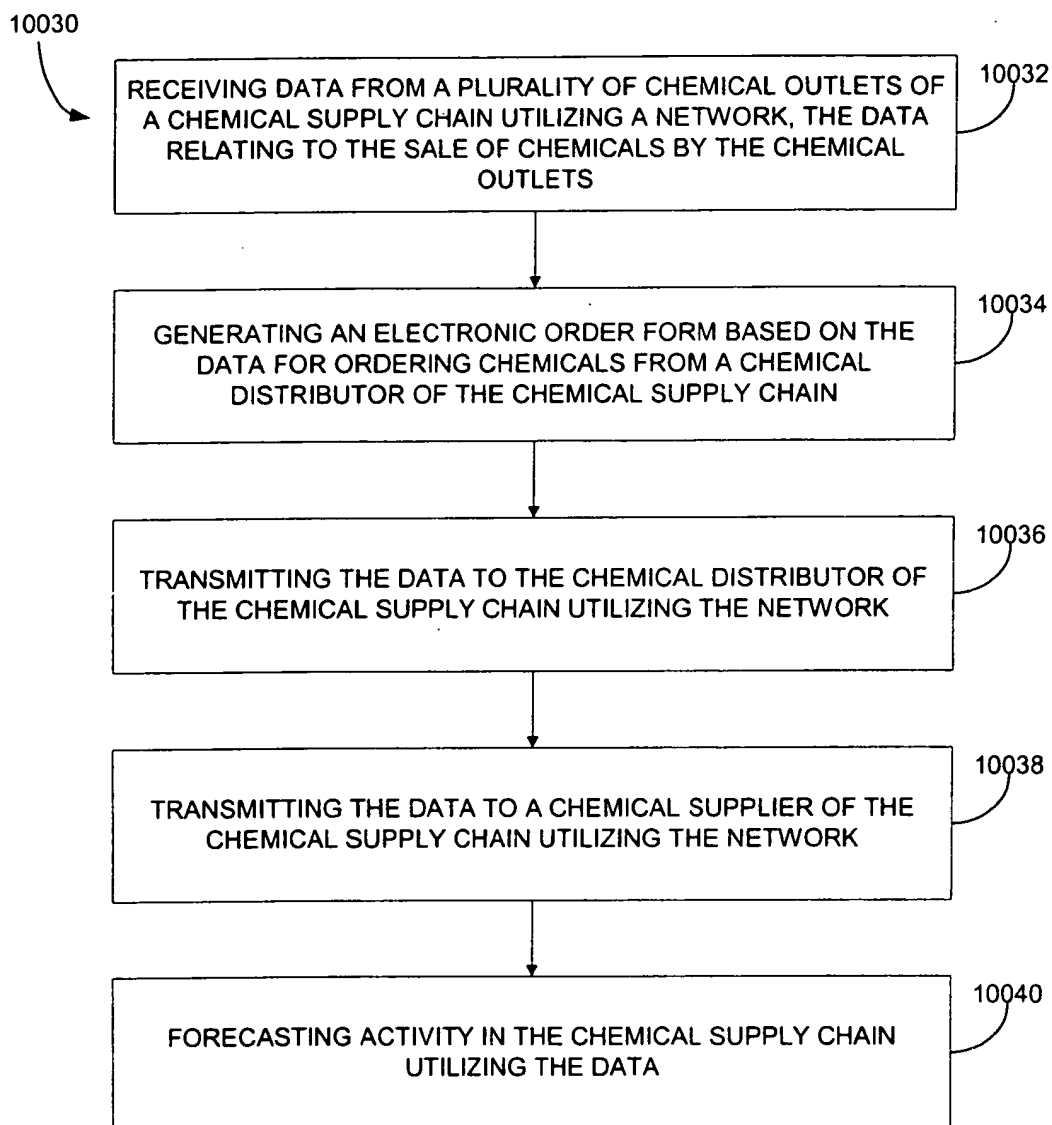 10030
10032
RECEIVING DATA FROM A PLURALITY OF CHEMICAL OUTLETS OF
A CHEMICAL SUPPLY CHAIN UTILIZING A NETWORK, THE DATA
RELATING TO THE SALE OF CHEMICALS BY THE CHEMICAL
OUTLETS
10034
GENERATING AN ELECTRONIC ORDER FORM BASED ON THE
DATA FOR ORDERING CHEMICALS FROM A CHEMICAL
DISTRIBUTOR OF THE CHEMICAL SUPPLY CHAIN
10036
TRANSMITTING THE DATA TO THE CHEMICAL DISTRIBUTOR OF
THE CHEMICAL SUPPLY CHAIN UTILIZING THE NETWORK
10038
TRANSMITTING THE DATA TO A CHEMICAL SUPPLIER OF THE
CHEMICAL SUPPLY CHAIN UTILIZING THE NETWORK
10040
FORECASTING ACTIVITY IN THE CHEMICAL SUPPLY CHAIN
UTILIZING THE DATA